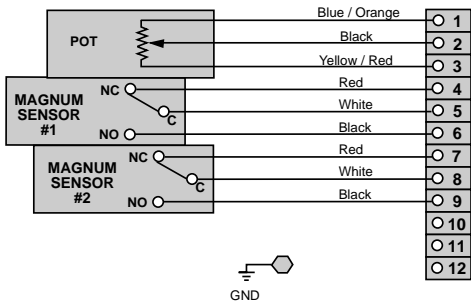 Blue / Orange
1
POT
Black
2
Yellow / Red
3
NC
Red
4
MAGNUM
SENSOR
#1
White
C
5
NO
Black
6
NC
Red
7
MAGNUM
SENSOR
#2
White
C
8
NO
Black
9
10
11
12
GND